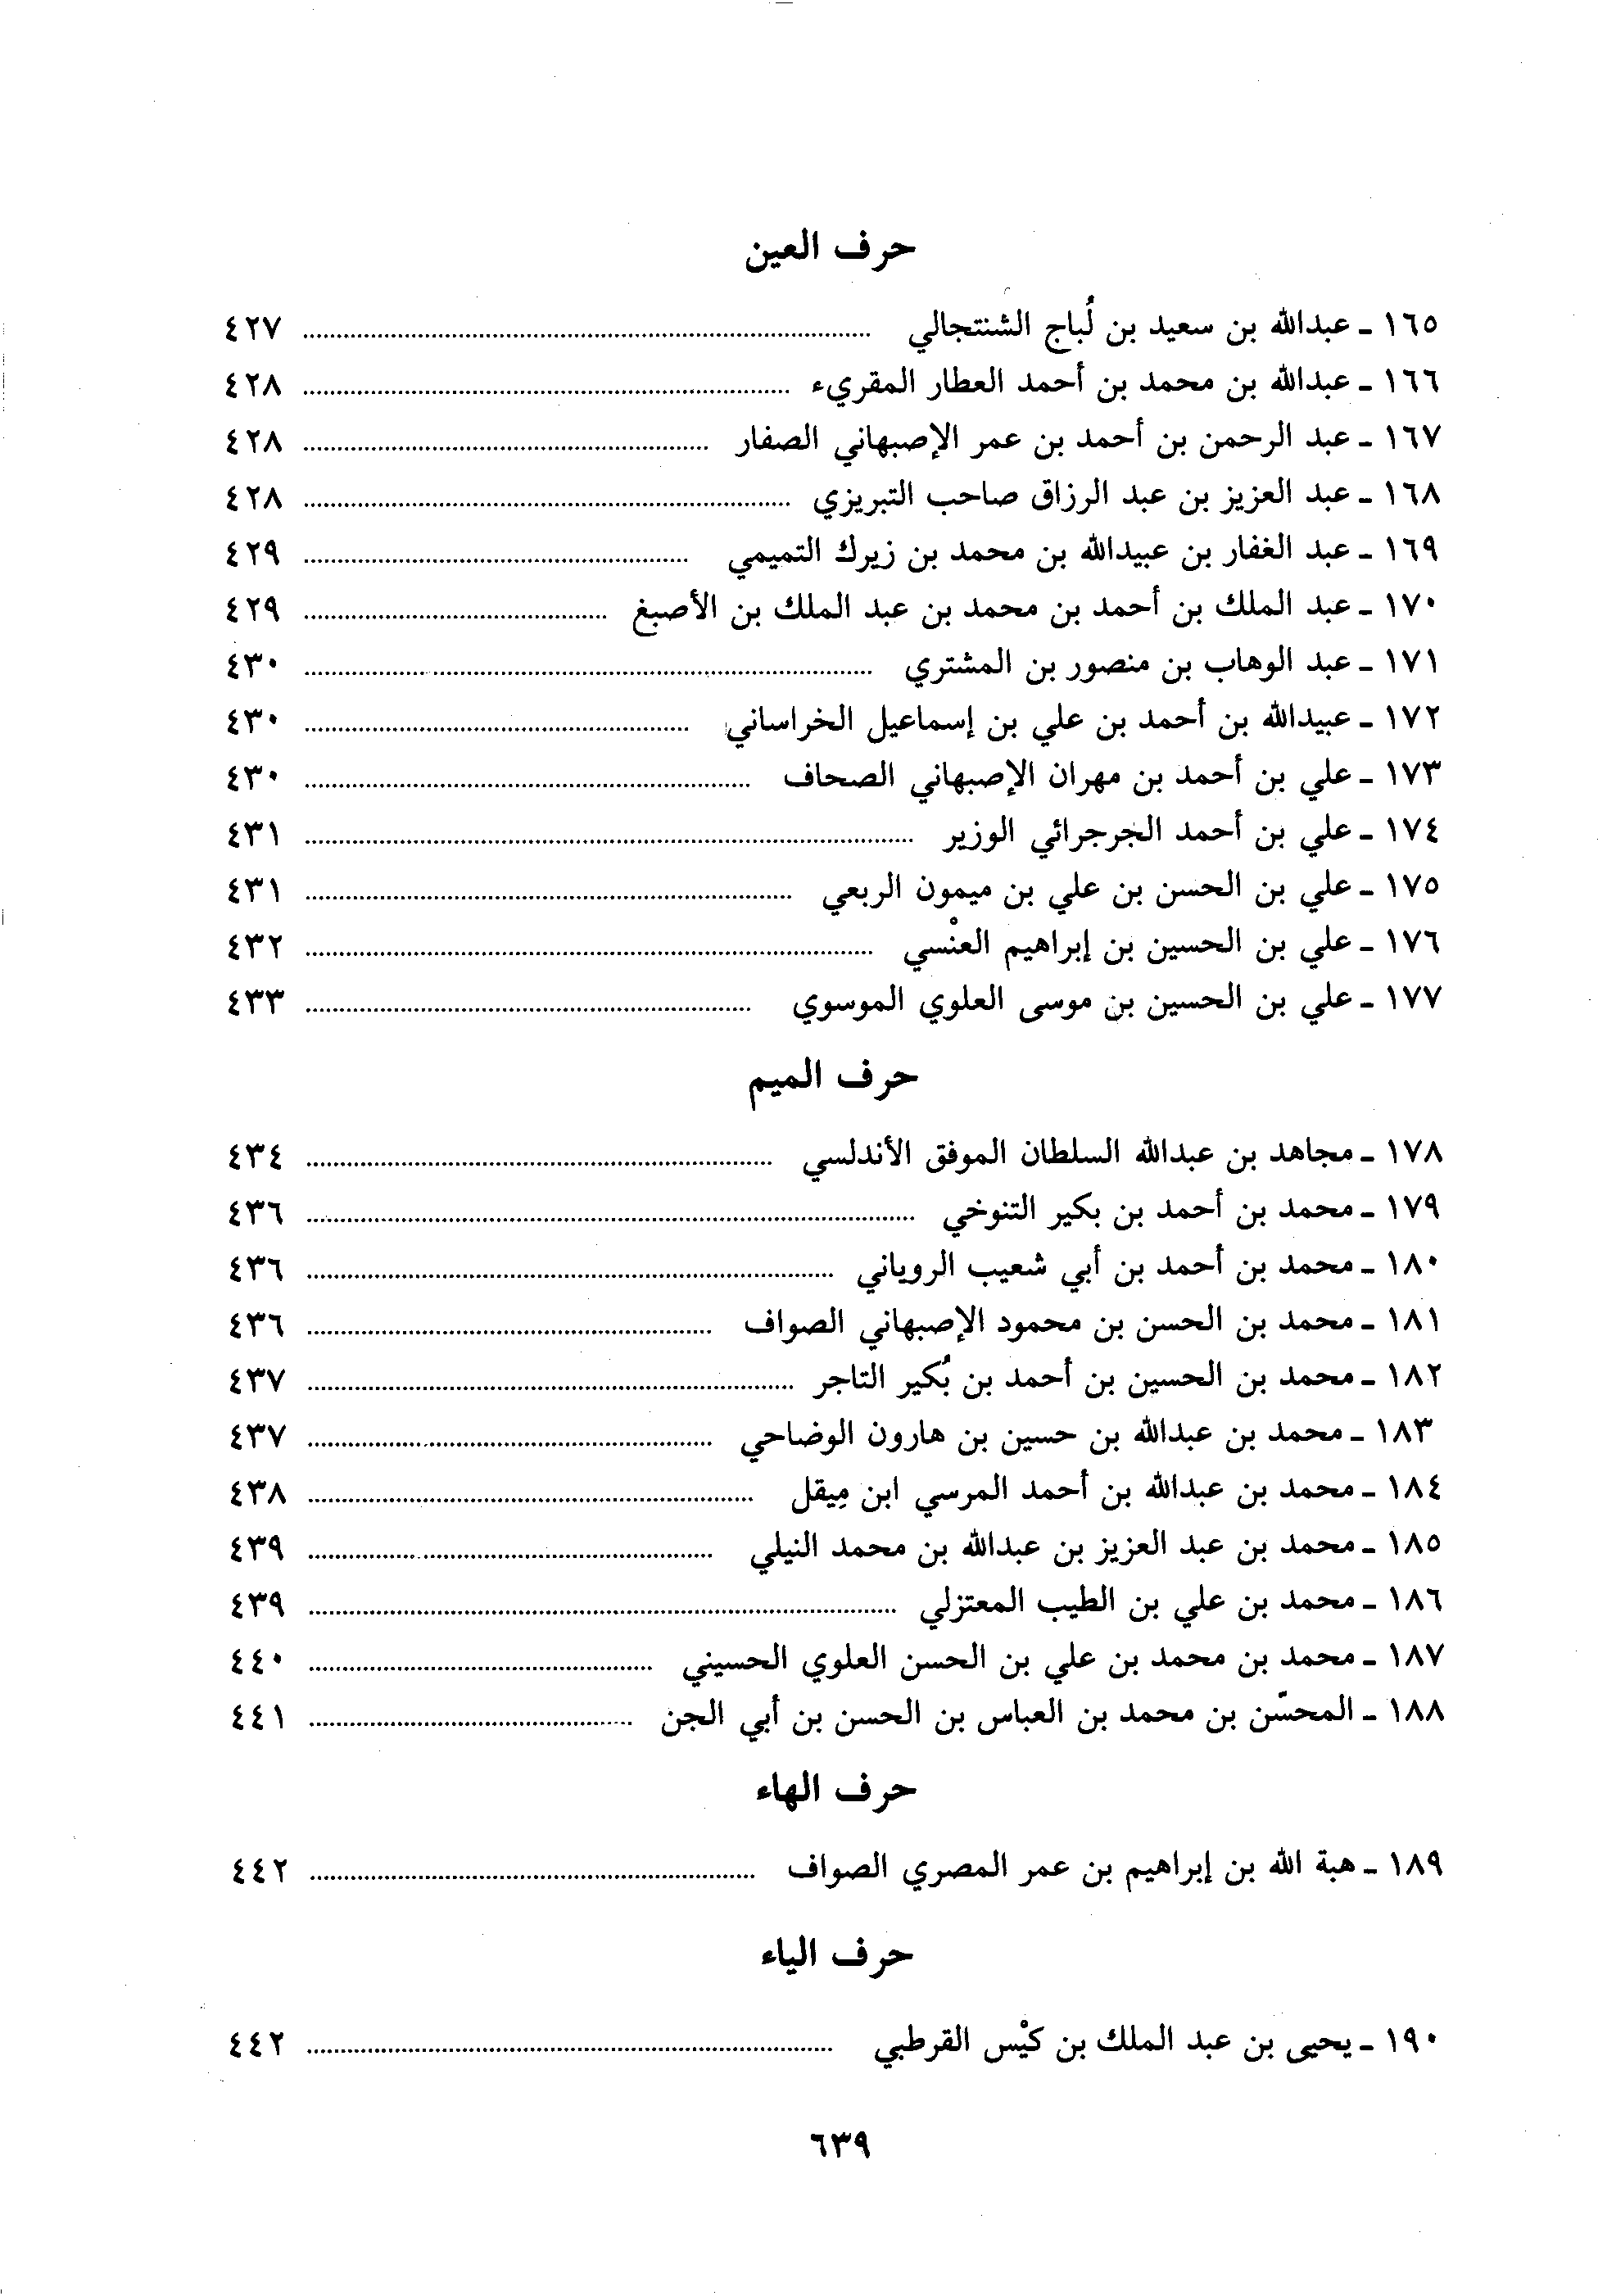 حرف العين
١٦٥ ـ عبدالله بن سعيد بن لُباج الشنتجالي ........ ٤٢٧
١٦٦ ـ عبدالله بن محمد بن أحمد العطار المقريء ........ ٤٢٨
١٦٧ ـ عبد الرحمن بن أحمد بن عمر الإصبهاني الصفار ........ ٤٢٨
١٦٨ ـ عبد العزيز بن عبد الرزاق صاحب التبريزي ........ ٤٢٨
١٦٩ ـ عبد الغفار بن عبيدالله بن محمد بن زيرك التميمي ........ ٤٢٩
١٧٠ ـ عبد الملك بن أحمد بن محمد بن عبد الملك بن الأصبغ ........ ٤٢٩
١٧١ ـ عبد الوهاب بن منصور بن المشتري ........ ٤٣٠
١٧٢ ـ عبيدالله بن أحمد بن علي بن إسماعيل الخراساني ........ ٤٣٠
١٧٣ ـ علي بن أحمد بن مهران الإصبهاني الصحاف ........ ٤٣٠
١٧٤ ـ علي بن أحمد الجرجرائي الوزير ........ ٤٣١
١٧٥ ـ علي بن الحسن بن علي بن ميمون الربعي ........ ٤٣١
١٧٦ ـ علي بن الحسين بن إبراهيم العنْسي ........ ٤٣٢
١٧٧ ـ علي بن الحسين بن موسى العلوي الموسوي ........ ٤٣٣
حرف الميم
١٧٨ ـ مجاهد بن عبدالله السلطان الموفق الأندلسي ........ ٤٣٤
١٧٩ ـ محمد بن أحمد بن بكير التنوخي ........ ٤٣٦
١٨٠ ـ محمد بن أحمد بن أبي شعيب الروياني ........ ٤٣٦
١٨١ ـ محمد بن الحسن بن محمود الإصبهاني الصواف ........ ٤٣٦
١٨٢ ـ محمد بن الحسين بن أحمد بن بُكير التاجر ........ ٤٣٧
١٨٣ ـ محمد بن عبدالله بن حسين بن هارون الوضاحي ........ ٤٣٧
١٨٤ ـ محمد بن عبدالله بن أحمد المرسي ابن مِيقل ........ ٤٣٨
١٨٥ ـ محمد بن عبد العزيز بن عبدالله بن محمد النيلي ........ ٤٣٩
١٨٦ ـ محمد بن علي بن الطيب المعتزلي ........ ٤٣٩
١٨٧ ـ محمد بن محمد بن علي بن الحسن العلوي الحسيني ........ ٤٤٠
١٨٨ ـ المحسّن بن محمد بن العباس بن الحسن بن أبي الجن ........ ٤٤١
حرف الهاء
١٨٩ ـ هبة الله بن إبراهيم بن عمر المصري الصواف ........ ٤٤٢
حرف الياء
١٩٠ ـ يحيى بن عبد الملك بن كيْس القرطبي ........ ٤٤٢
٦٣٩